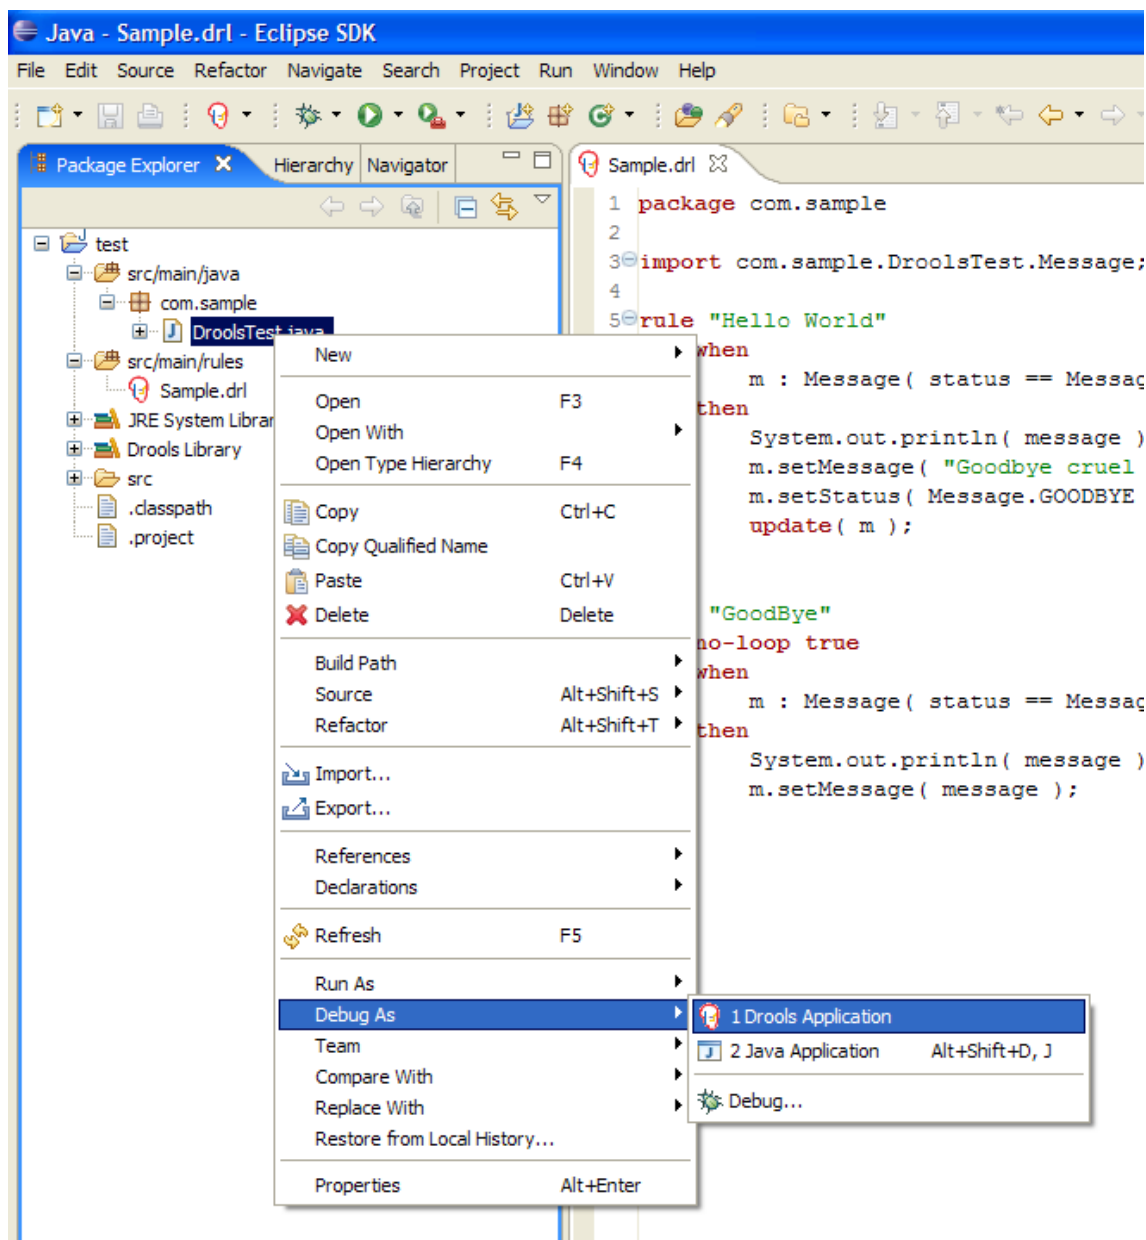 Java - Sample.drl - Eclipse SDK
File Edit Source Refactor Navigate Search Project Run Window Help
Package Explorer Hierarchy Navigator
Sample.drl
test
src/main/java
com.sample
DroolsTest.java
src/main/rules
Sample.drl
JRE System Librar
Drools Library
src
.classpath
.project
1 package com.sample
2
3 import com.sample.DroolsTest.Message;
4
5 rule "Hello World"
when
m : Message( status == Messag
then
System.out.println( message )
m.setMessage( "Goodbye cruel
m.setStatus( Message.GOODBYE
update( m );
"GoodBye"
no-loop true
when
m : Message( status == Messag
then
System.out.println( message )
m.setMessage( message );
New
Open F3
Open With
Open Type Hierarchy F4
Copy Ctrl+C
Copy Qualified Name
Paste Ctrl+V
Delete Delete
Build Path
Source Alt+Shift+S
Refactor Alt+Shift+T
Import...
Export...
References
Declarations
Refresh F5
Run As
Debug As
Team
Compare With
Replace With
Restore from Local History...
Properties Alt+Enter
1 Drools Application
2 Java Application Alt+Shift+D, J
Debug...